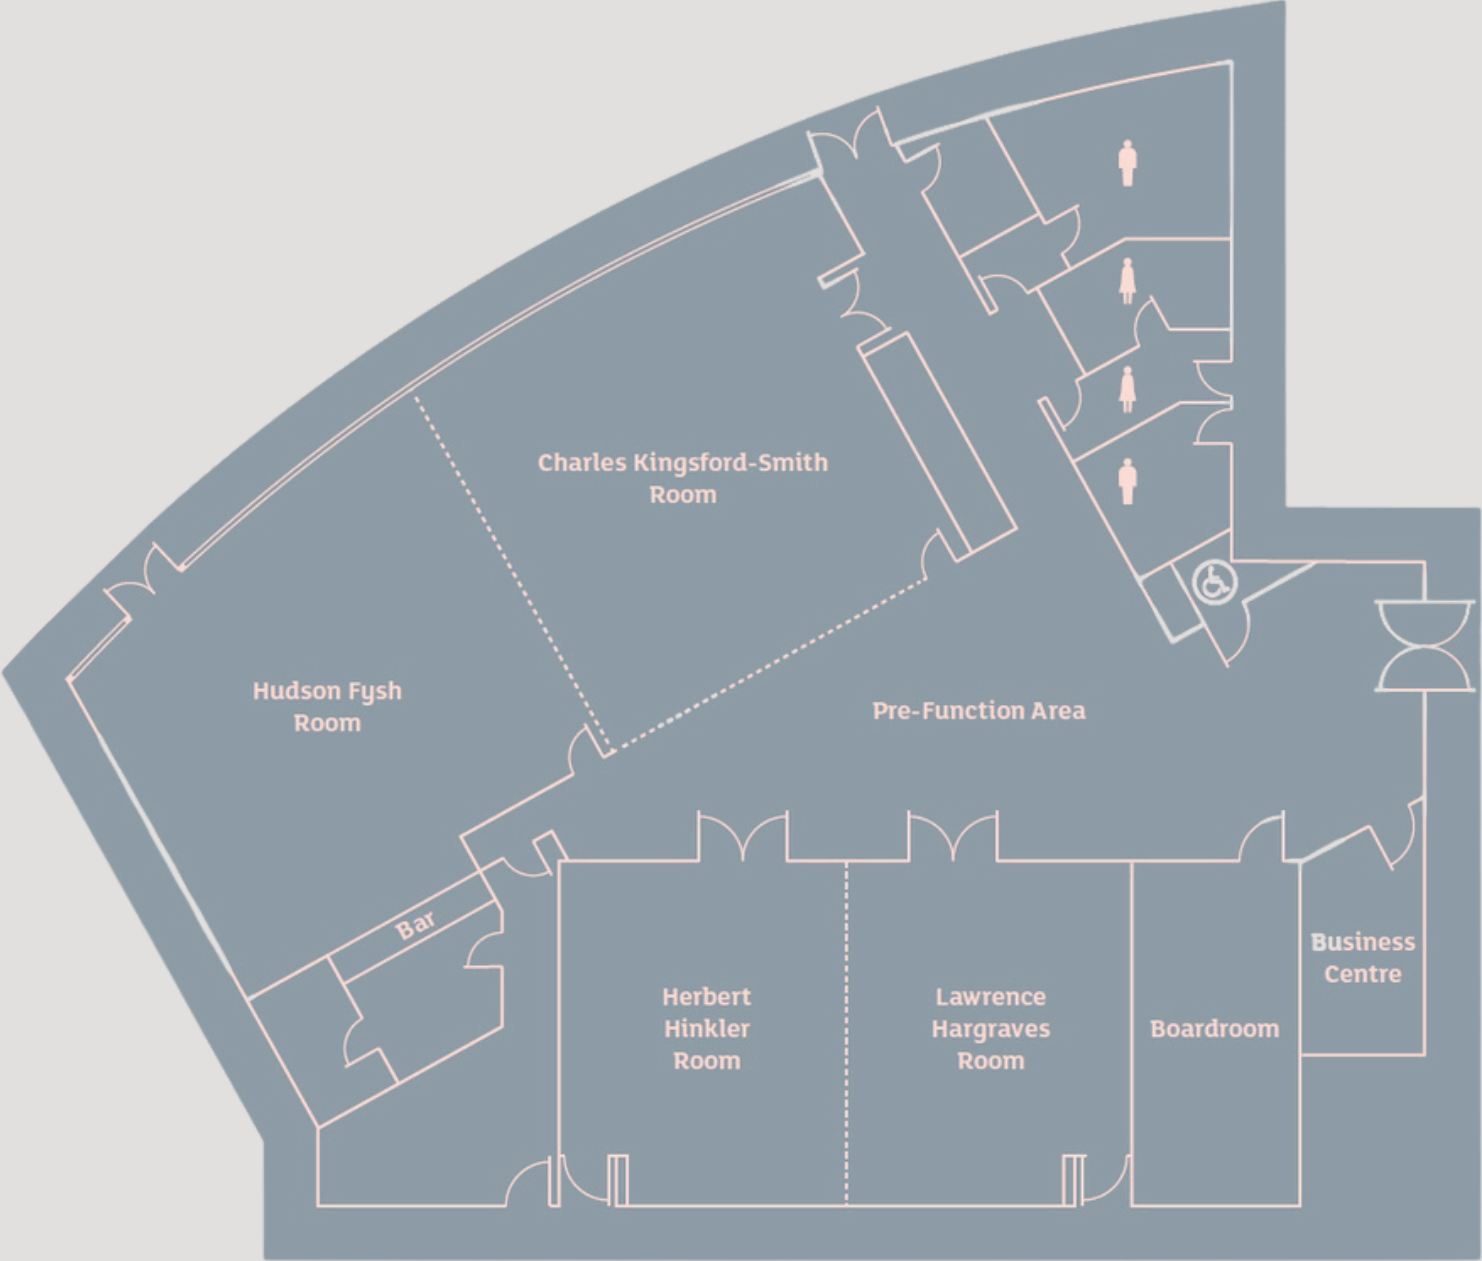 Charles Kingsford-Smith
Room
Hudson Fysh
Room
Pre-Function Area
Bar
Herbert
Hinkler
Room
Lawrence
Hargraves
Room
Boardroom
Business
Centre